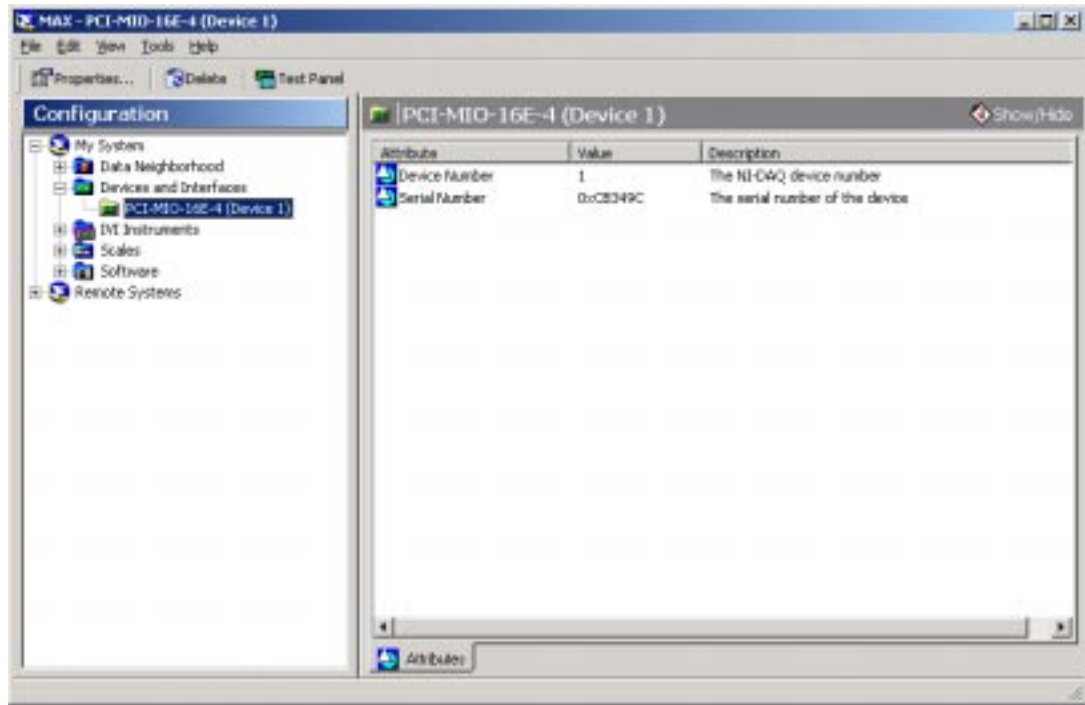 MAX - PCI-MIO-16E-4 (Device 1)
File Edit View Tools Help
Properties... Delete Test Panel
Configuration
My System
Data Neighborhood
Devices and Interfaces
PCI-MIO-16E-4 (Device 1)
IVI Instruments
Scales
Software
Remote Systems
PCI-MIO-16E-4 (Device 1) Show/Hide
Attribute Value Description
Device Number 1 The NI-DAQ device number
Serial Number 0xCB349C The serial number of the device
Attributes